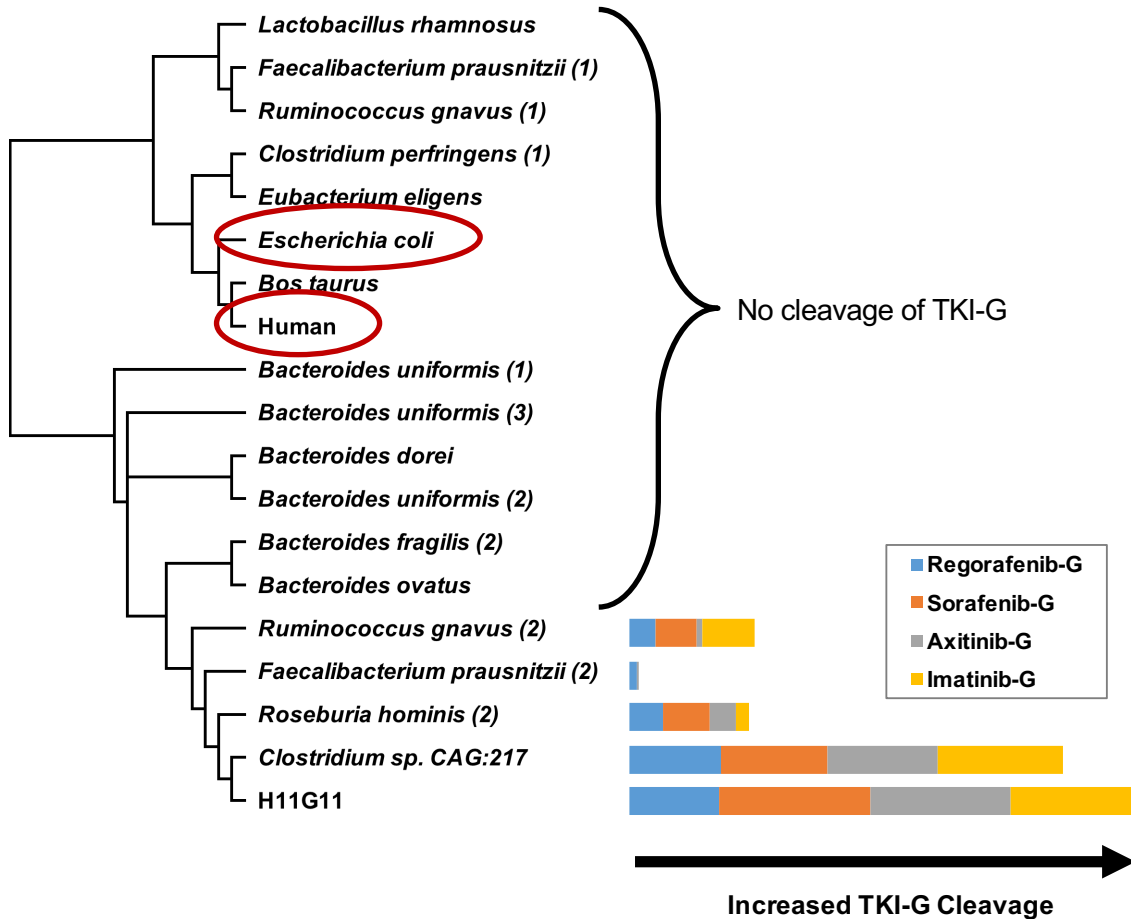 Lactobacillus rhamnosus
Faecalibacterium prausnitzii (1)
Ruminococcus gnavus (1)
Clostridium perfringens (1)
Eubacterium eligens
Escherichia coli
Bos taurus
Human
No cleavage of TKI-G
Bacteroides uniformis (1)
Bacteroides uniformis (3)
Bacteroides dorei
Bacteroides uniformis (2)
Bacteroides fragilis (2)
Bacteroides ovatus
Ruminococcus gnavus (2)
Faecalibacterium prausnitzii (2)
Roseburia hominis (2)
Clostridium sp. CAG:217
H11G11
Regorafenib-G
Sorafenib-G
Axitinib-G
Imatinib-G
Increased TKI-G Cleavage